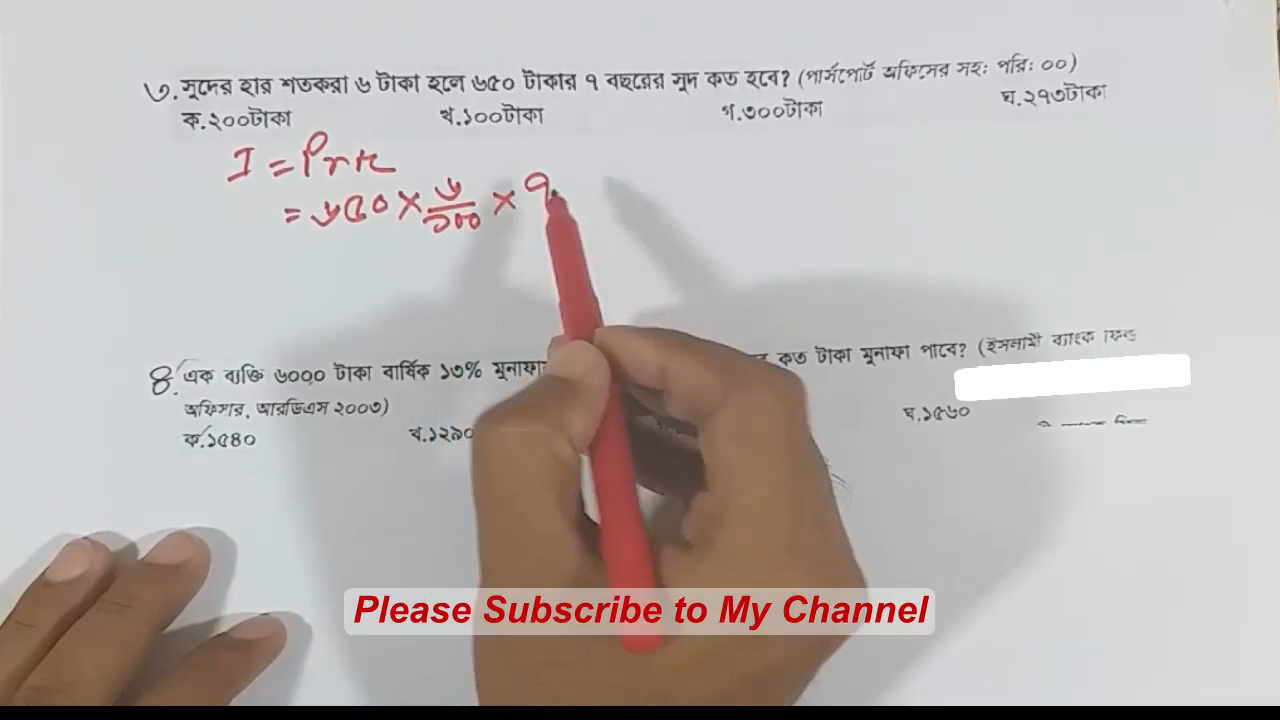 ৩. সুদের হার শতকরা ৬ টাকা হলে ৬৫০ টাকার ৭ বছরের সুদ কত হবে? (পার্সপোর্ট অফিসের সহ: পরি: ০০)
ক.২০০টাকা খ.১০০টাকা গ.৩০০টাকা ঘ.২৭৩টাকা
I = Prn
= ৬৫০ × ৬/১০০ × ৭
৪. এক ব্যক্তি ৬০০০ টাকা বার্ষিক ১৩% কত টাকা মুনাফা পাবে? (ইসলামী ব্যাংক ফিল্ড
অফিসার, আরডিএস ২০০৩)
ক.১৫৪০ খ.১২৯০ ঘ.১৫৬০
Please Subscribe to My Channel